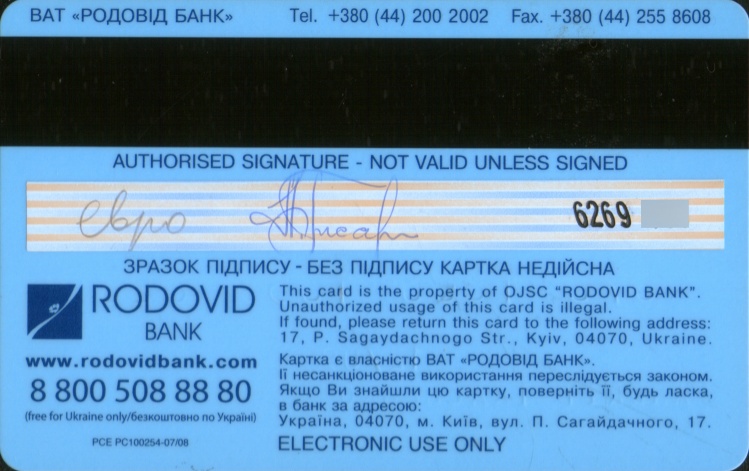 ВАТ «РОДОВІД БАНК» Tel. +380 (44) 200 2002 Fax. +380 (44) 255 8608
AUTHORISED SIGNATURE - NOT VALID UNLESS SIGNED
евро 6269
ЗРАЗОК ПІДПИСУ - БЕЗ ПІДПИСУ КАРТКА НЕДІЙСНА
RODOVID
BANK
www.rodovidbank.com
8 800 508 88 80
(free for Ukraine only/безкоштовно по Україні)
PCE PC100254-07/08
This card is the property of OJSC "RODOVID BANK".
Unauthorized usage of this card is illegal.
If found, please return this card to the following address:
17, P. Sagaydachnogo Str., Kyiv, 04070, Ukraine.
Картка є власністю ВАТ «РОДОВІД БАНК».
Її несанкціоноване використання переслідується законом.
Якщо Ви знайшли цю картку, поверніть її, будь ласка,
в банк за адресою:
Україна, 04070, м. Київ, вул. П. Сагайдачного, 17.
ELECTRONIC USE ONLY